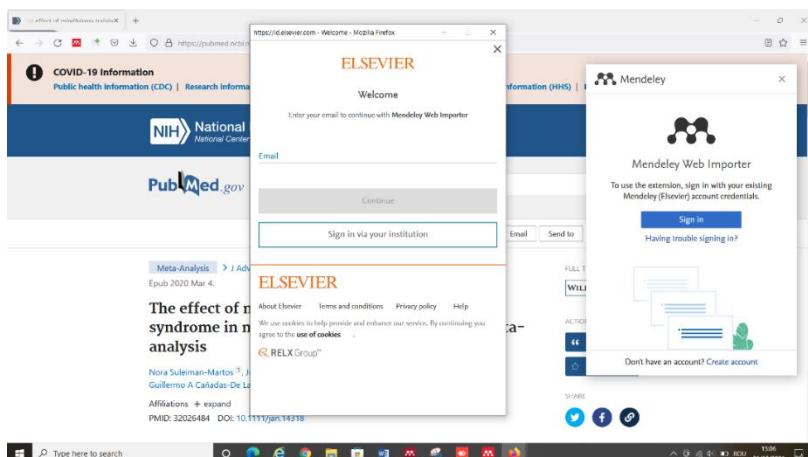 https://pubmed.ncbi.n
https://id.elsevier.com - Welcome - Mozilla Firefox
COVID-19 Information
Public health information (CDC) | Research informa
formation (HHS) |
NIH National
National Center
PubMed.gov
Email
Send to
Meta-Analysis > J Adv
Epub 2020 Mar 4.
The effect of
syndrome in
ta-
analysis
Nora Suleiman-Martos 1, J
Guillermo A Cañadas-De La
Affiliations + expand
PMID: 32026484 DOI: 10.1111/jan.14318
ELSEVIER
Welcome
Enter your email to continue with Mendeley Web Importer
Email
Continue
Sign in via your institution
ELSEVIER
About Elsevier Terms and conditions Privacy policy Help
We use cookies to help provide and enhance our service. By continuing you
agree to the use of cookies .
RELX Group™
FULL T
WIL
ACTIO
SHARE
Mendeley
Mendeley Web Importer
To use the extension, sign in with your existing
Mendeley (Elsevier) account credentials.
Sign in
Having trouble signing in?
Don't have an account? Create account
Type here to search
ROU
15:06